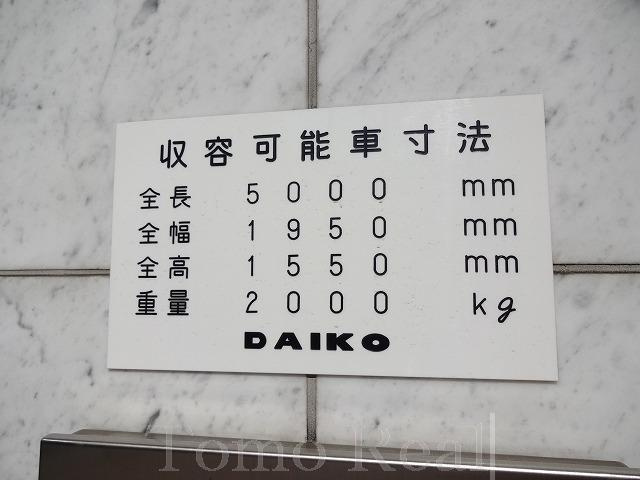 収容可能車寸法
全長 5000 mm
全幅 1950 mm
全高 1550 mm
重量 2000 kg
DAIKO
Tomo Real